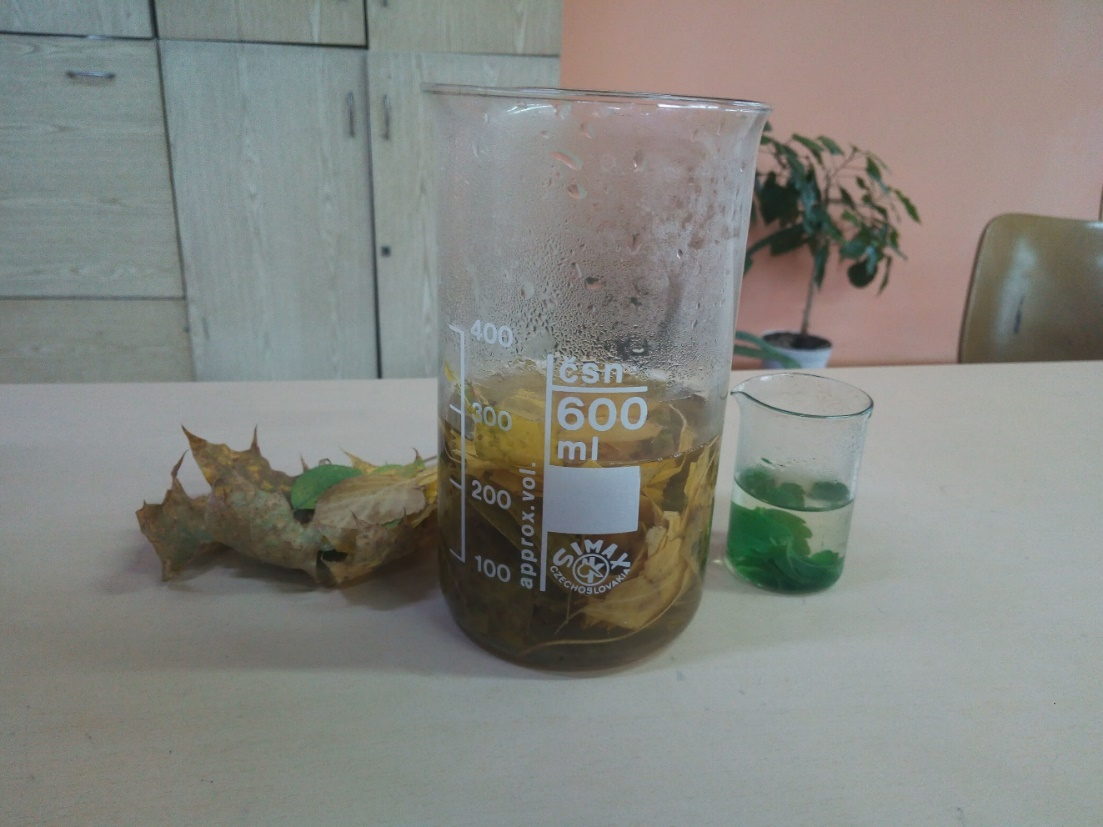 400
300
200
100
approx. vol.
čsn
600
ml
SIMAX
CZECHOSLOVAKIA